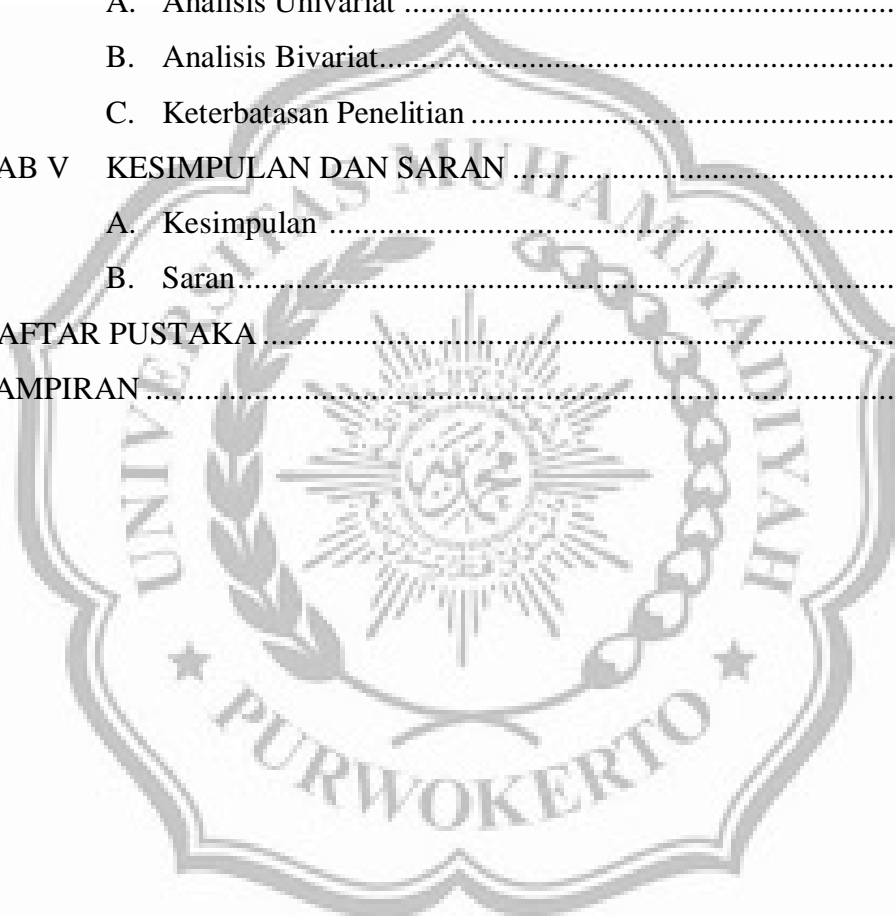 A. Analisis Univariat ........................................................................
B. Analisis Bivariat............................................................................
C. Keterbatasan Penelitian ..............................................................
AB V KESIMPULAN DAN SARAN ........................................................
A. Kesimpulan ..................................................................................
B. Saran..............................................................................................
AFTAR PUSTAKA ..............................................................................
AMPIRAN ..........................................................................................
UNIVERSITAS MUHAMMADIYAH
PURWOKERTO